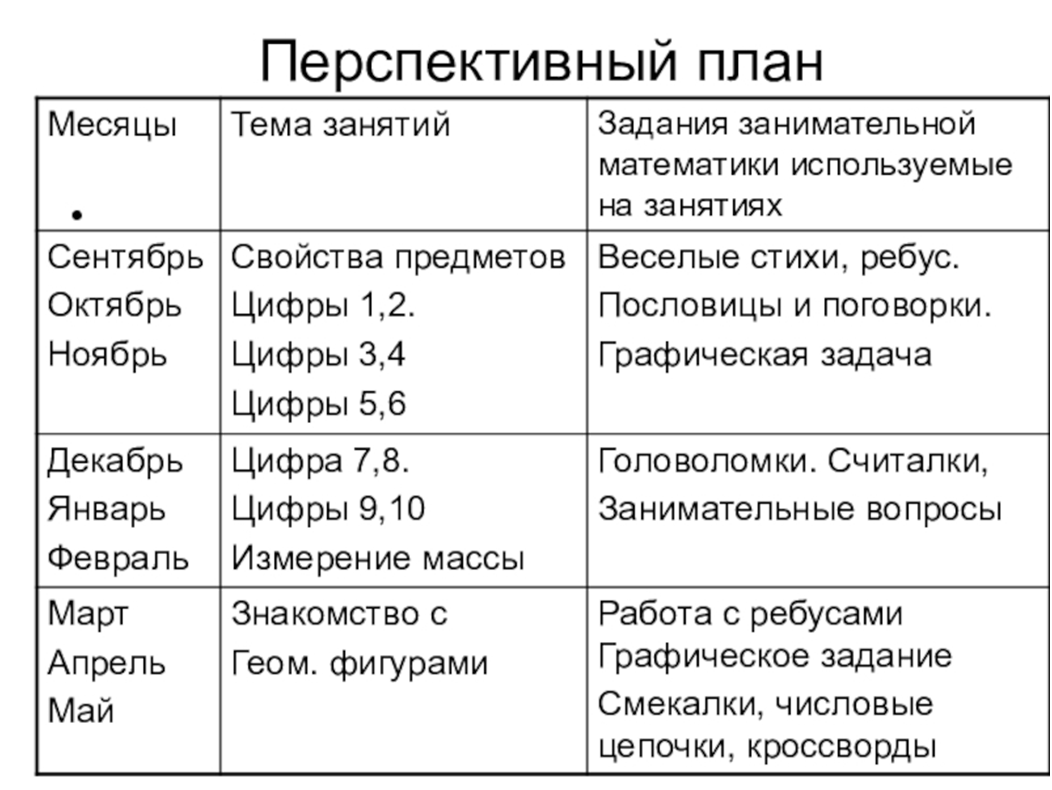 Перспективный план
Месяцы
•
Тема занятий
Задания занимательной
математики используемые
на занятиях
Сентябрь
Октябрь
Ноябрь
Свойства предметов
Цифры 1,2.
Цифры 3,4
Цифры 5,6
Веселые стихи, ребус.
Пословицы и поговорки.
Графическая задача
Декабрь
Январь
Февраль
Цифра 7,8.
Цифры 9,10
Измерение массы
Головоломки. Считалки,
Занимательные вопросы
Март
Апрель
Май
Знакомство с
Геом. фигурами
Работа с ребусами
Графическое задание
Смекалки, числовые
цепочки, кроссворды